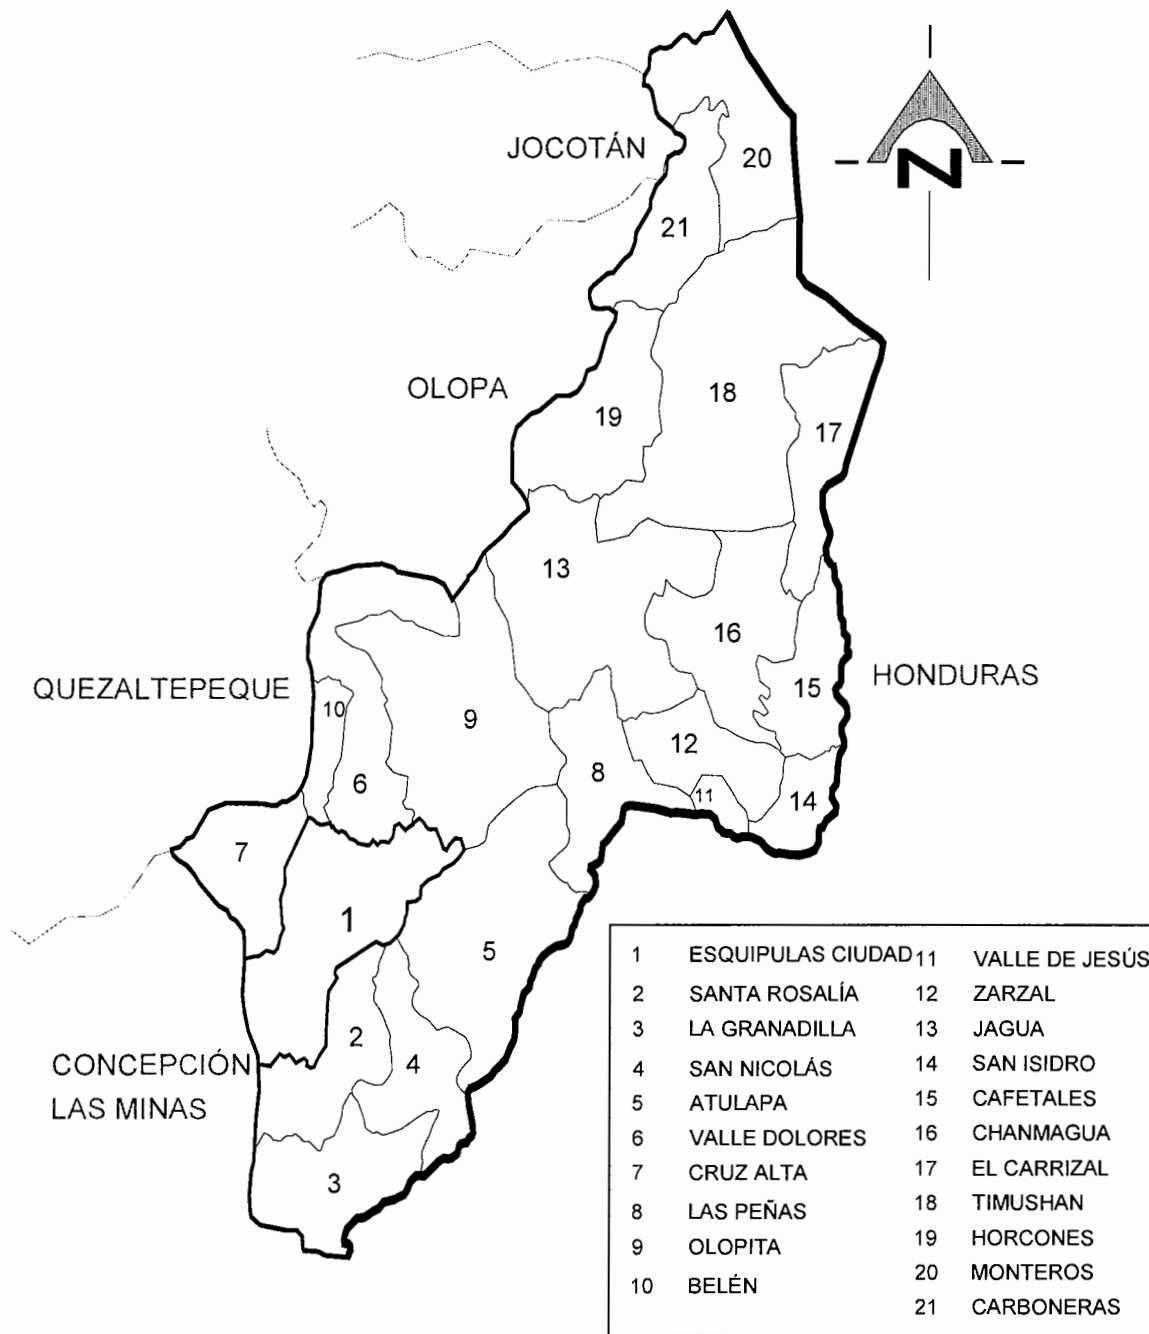 N
JOCOTÁN
20
21
OLOPA
18
19
17
13
16
QUEZALTEPEQUE
HONDURAS
10
9
15
12
6
8
11
14
7
1
5
2
4
CONCEPCIÓN
LAS MINAS
3
1 ESQUIPULAS CIUDAD
2 SANTA ROSALÍA
3 LA GRANADILLA
4 SAN NICOLÁS
5 ATULAPA
6 VALLE DOLORES
7 CRUZ ALTA
8 LAS PEÑAS
9 OLOPITA
10 BELÉN
11 VALLE DE JESÚS
12 ZARZAL
13 JAGUA
14 SAN ISIDRO
15 CAFETALES
16 CHANMAGUA
17 EL CARRIZAL
18 TIMUSHAN
19 HORCONES
20 MONTEROS
21 CARBONERAS